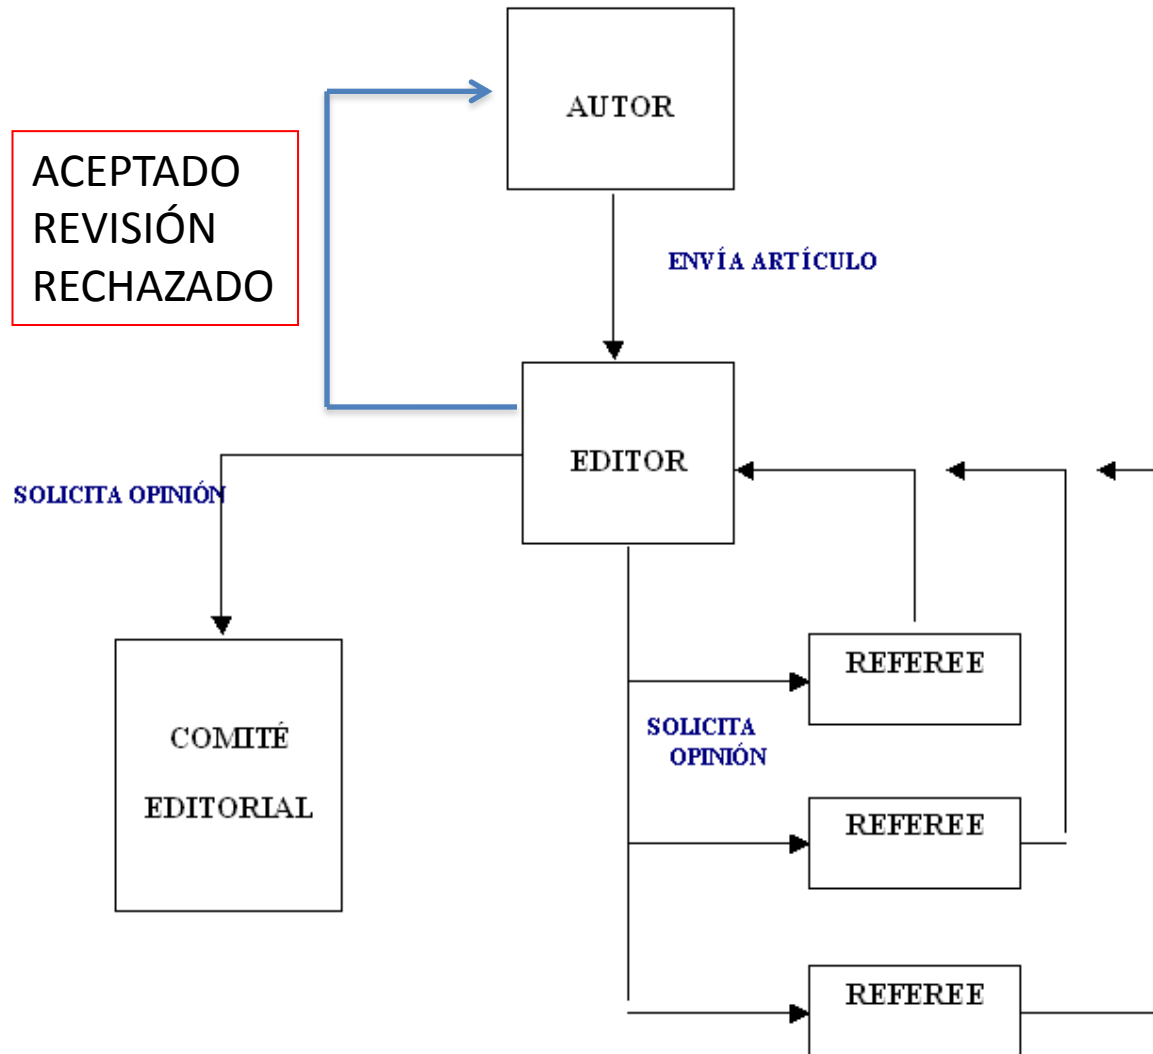 AUTOR
ACEPTADO
REVISIÓN
RECHAZADO
ENVÍA ARTÍCULO
EDITOR
SOLICITA OPINIÓN
REFEREE
SOLICITA
OPINIÓN
COMITÉ
EDITORIAL
REFEREE
REFEREE